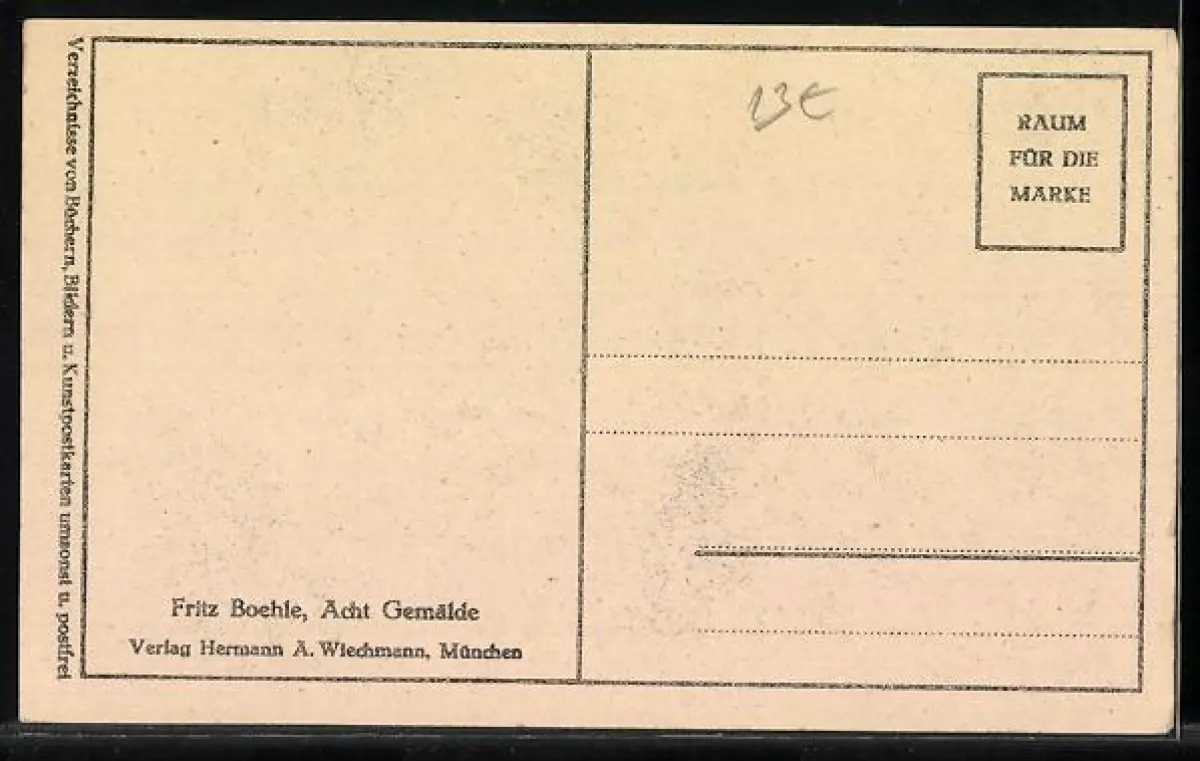 Verzeichnisse von Büchern, Bildern u. Kunstpostkarten umsonst u. postfrei
13€
RAUM
FÜR DIE
MARKE
Fritz Boehle, Acht Gemälde
Verlag Hermann A. Wiechmann, München